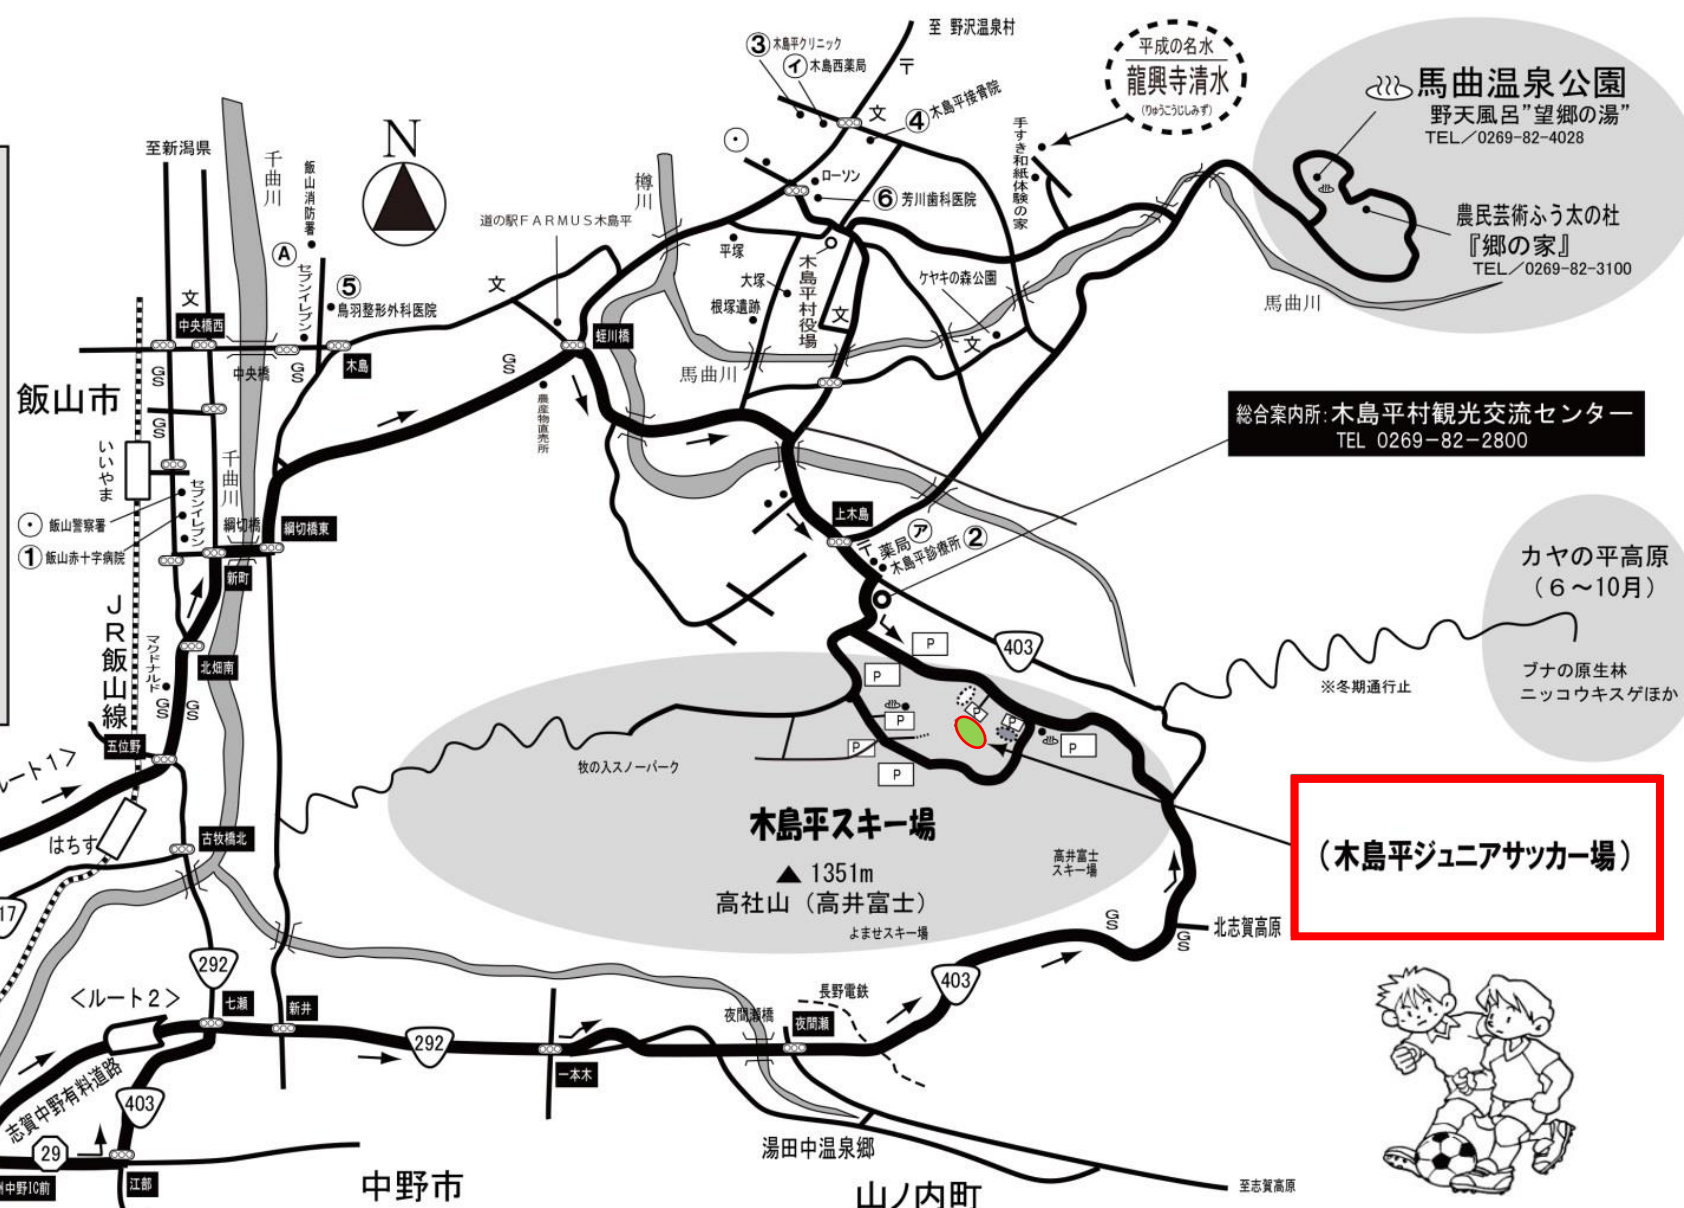 至 野沢温泉村
③木島平クリニック
㋑木島西薬局
〒
文
④木島平接骨院
平成の名水
龍興寺清水
(りゅうこうじしみず)
手すき和紙体験の家
馬曲温泉公園
野天風呂”望郷の湯”
TEL／0269-82-4028
農民芸術ふう太の杜
『郷の家』
TEL／0269-82-3100
馬曲川
至新潟県
千曲川
飯山消防署
N
樽川
ローソン
⑥芳川歯科医院
道の駅ＦＡＲＭＵＳ木島平
平塚
木島平村役場
大塚
根塚遺跡
ケヤキの森公園
文
文
Ⓐ
セブンイレブン
⑤
鳥羽整形外科医院
文
文
中央橋西
中央橋
GS
GS
木島
蛭川橋
GS
農産物直売所
馬曲川
飯山市
GS
いいやま
千曲川
セブンイレブン
飯山警察署
①飯山赤十字病院
綱切橋
綱切橋東
新町
総合案内所:木島平村観光交流センター
TEL 0269-82-2800
上木島
〒
薬局㋐
木島平診療所②
カヤの平高原
（６～10月）
ブナの原生林
ニッコウキスゲほか
※冬期通行止
403
P
P
P
P
P
P
P
P
ＪＲ飯山線
マクドナルド
GS
GS
北畑南
五位野
ルート１＞
はちす
古牧橋北
牧の入スノーパーク
木島平スキー場
▲ 1351m
高社山（高井富士）
よませスキー場
高井富士
スキー場
（木島平ジュニアサッカー場）
GS
GS
北志賀高原
17
292
＜ルート２＞
七瀬
新井
292
403
長野電鉄
夜間瀬橋
夜間瀬
一本木
志賀中野有料道路
403
29
州中野IC前
江部
中野市
湯田中温泉郷
山ノ内町
至志賀高原